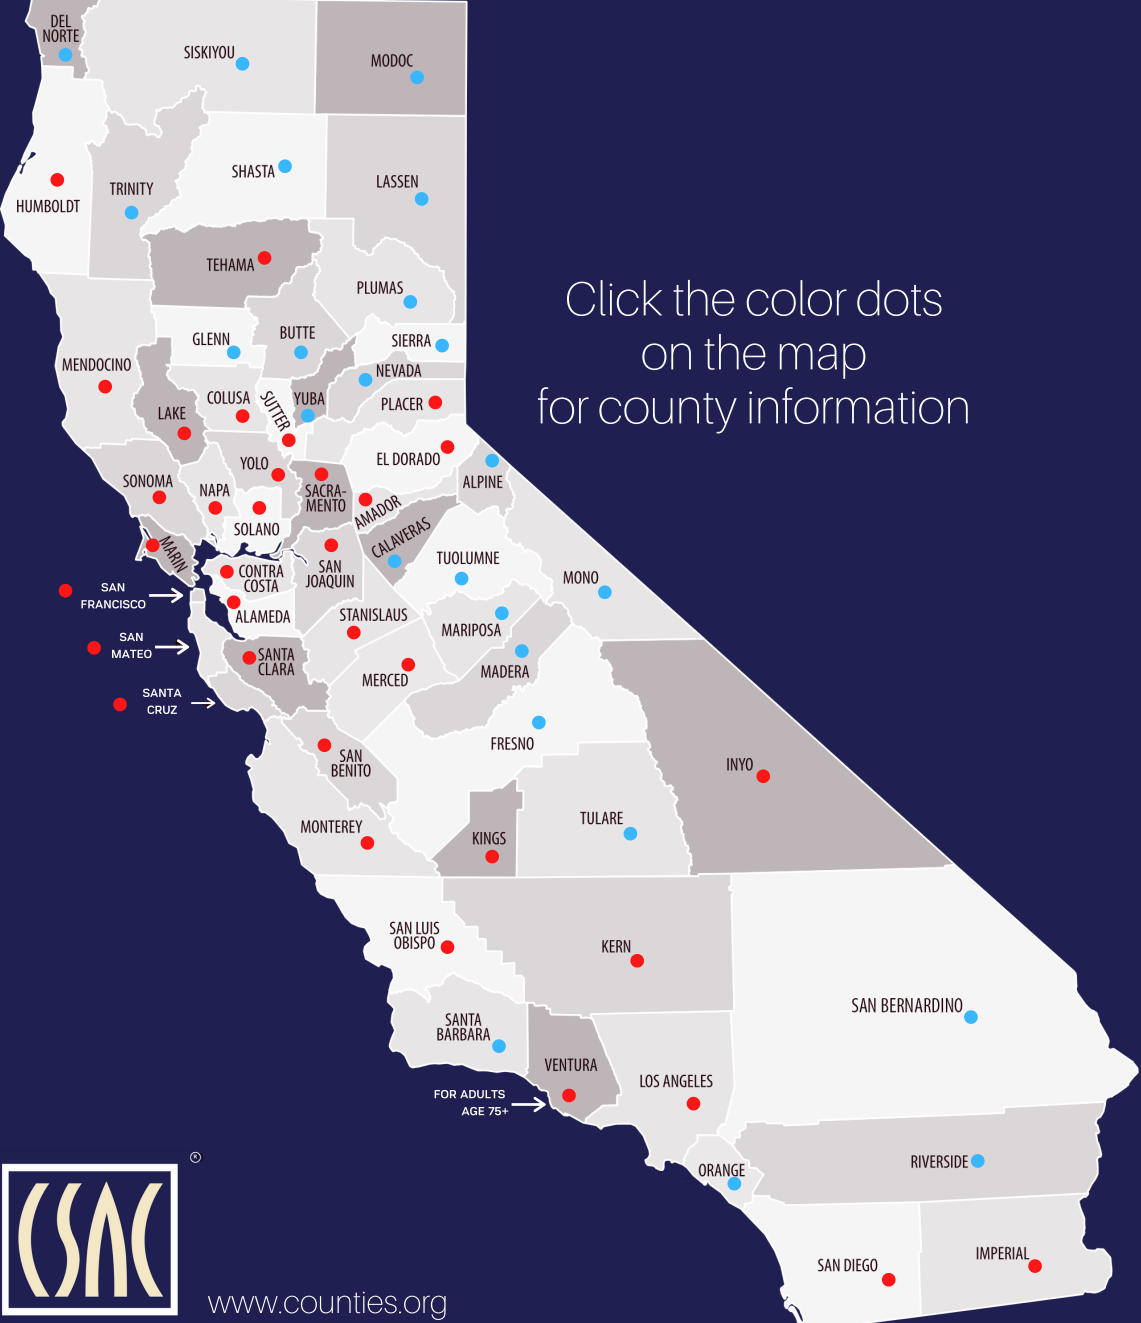 DEL
NORTE
SISKIYOU
MODOC
HUMBOLDT
TRINITY
SHASTA
LASSEN
TEHAMA
PLUMAS
Click the color dots
on the map
for county information
GLENN
BUTTE
SIERRA
MENDOCINO
NEVADA
LAKE
COLUSA
SUTTER
YUBA
PLACER
EL DORADO
YOLO
SONOMA
NAPA
SACRA-
MENTO
ALPINE
AMADOR
SOLANO
MARIN
CALAVERAS
TUOLUMNE
CONTRA
COSTA
SAN
JOAQUIN
MONO
SAN
FRANCISCO
ALAMEDA
STANISLAUS
MARIPOSA
SAN
MATEO
SANTA
CLARA
MERCED
MADERA
SANTA
CRUZ
FRESNO
SAN
BENITO
INYO
MONTEREY
KINGS
TULARE
SAN LUIS
OBISPO
KERN
SAN BERNARDINO
SANTA
BARBARA
VENTURA
LOS ANGELES
FOR ADULTS
AGE 75+
ORANGE
RIVERSIDE
SAN DIEGO
IMPERIAL
®
CSAC
www.counties.org